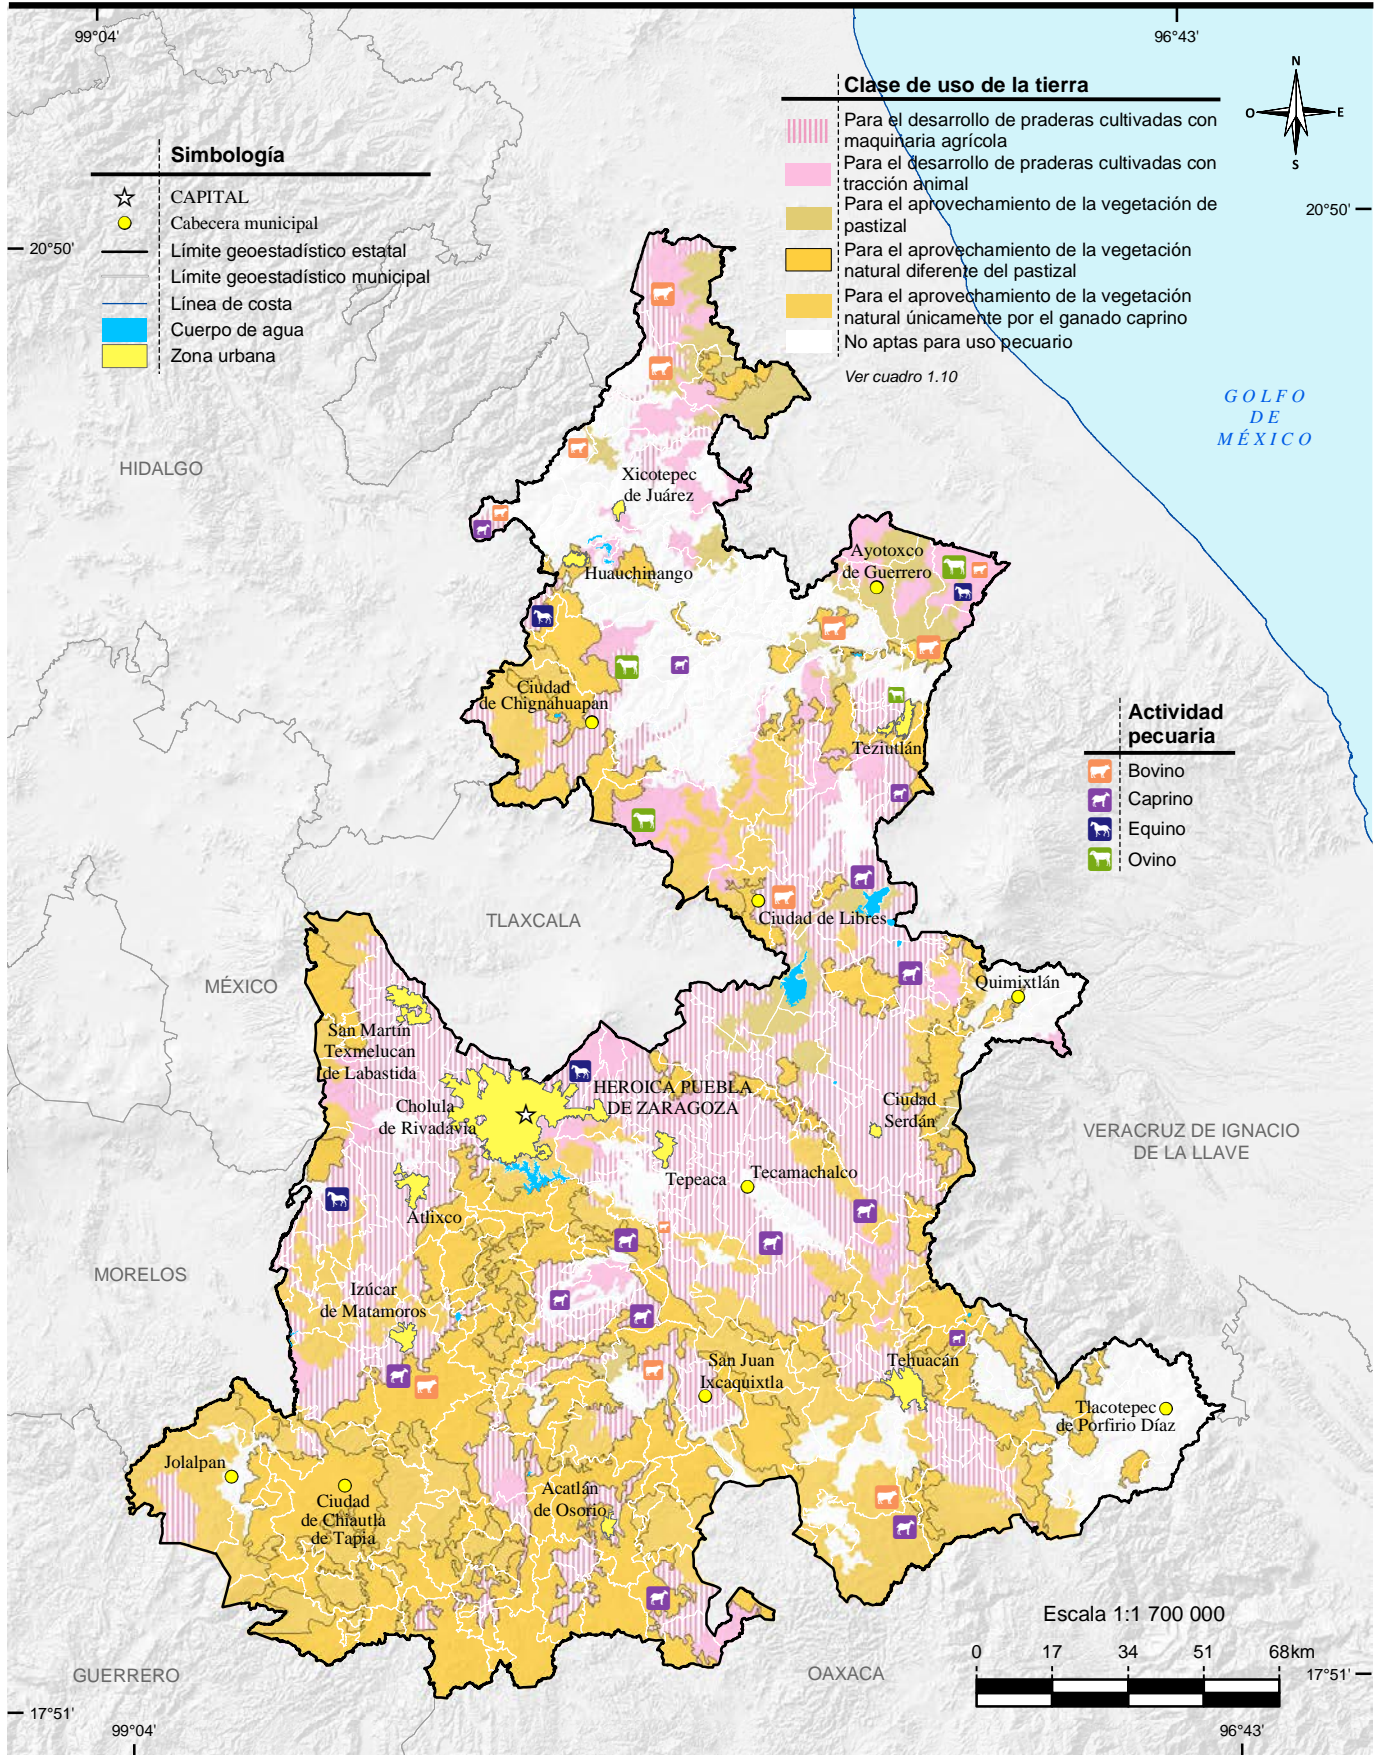 99°04'
96°43'
Clase de uso de la tierra
Para el desarrollo de praderas cultivadas con
maquinaria agrícola
Para el desarrollo de praderas cultivadas con
tracción animal
Para el aprovechamiento de la vegetación de
pastizal
Para el aprovechamiento de la vegetación
natural diferente del pastizal
Para el aprovechamiento de la vegetación
natural únicamente por el ganado caprino
No aptas para uso pecuario
Ver cuadro 1.10
N
O
E
S
Simbología
CAPITAL
Cabecera municipal
Límite geoestadístico estatal
Límite geoestadístico municipal
Línea de costa
Cuerpo de agua
Zona urbana
20°50'
20°50'
GOLFO
DE
MÉXICO
HIDALGO
Xicotepec
de Juárez
Ayotoxco
de Guerrero
Huauchinango
Ciudad
de Chignahuapan
Teziutlán
Actividad
pecuaria
Bovino
Caprino
Equino
Ovino
TLAXCALA
Ciudad de Libres
MÉXICO
Quimixtlán
San Martín
Texmelucan
de Labastida
HEROICA PUEBLA
DE ZARAGOZA
Cholula
de Rivadavia
Ciudad
Serdán
VERACRUZ DE IGNACIO
DE LA LLAVE
Tepeaca
Tecamachalco
Atlixco
MORELOS
Izúcar
de Matamoros
San Juan
Ixcaquixtla
Tehuacán
Tlacotepec
de Porfirio Díaz
Jolalpan
Ciudad
de Chiautla
de Tapia
Acatlán
de Osorio
Escala 1:1 700 000
0 17 34 51 68km
GUERRERO
OAXACA
17°51'
17°51'
99°04'
96°43'